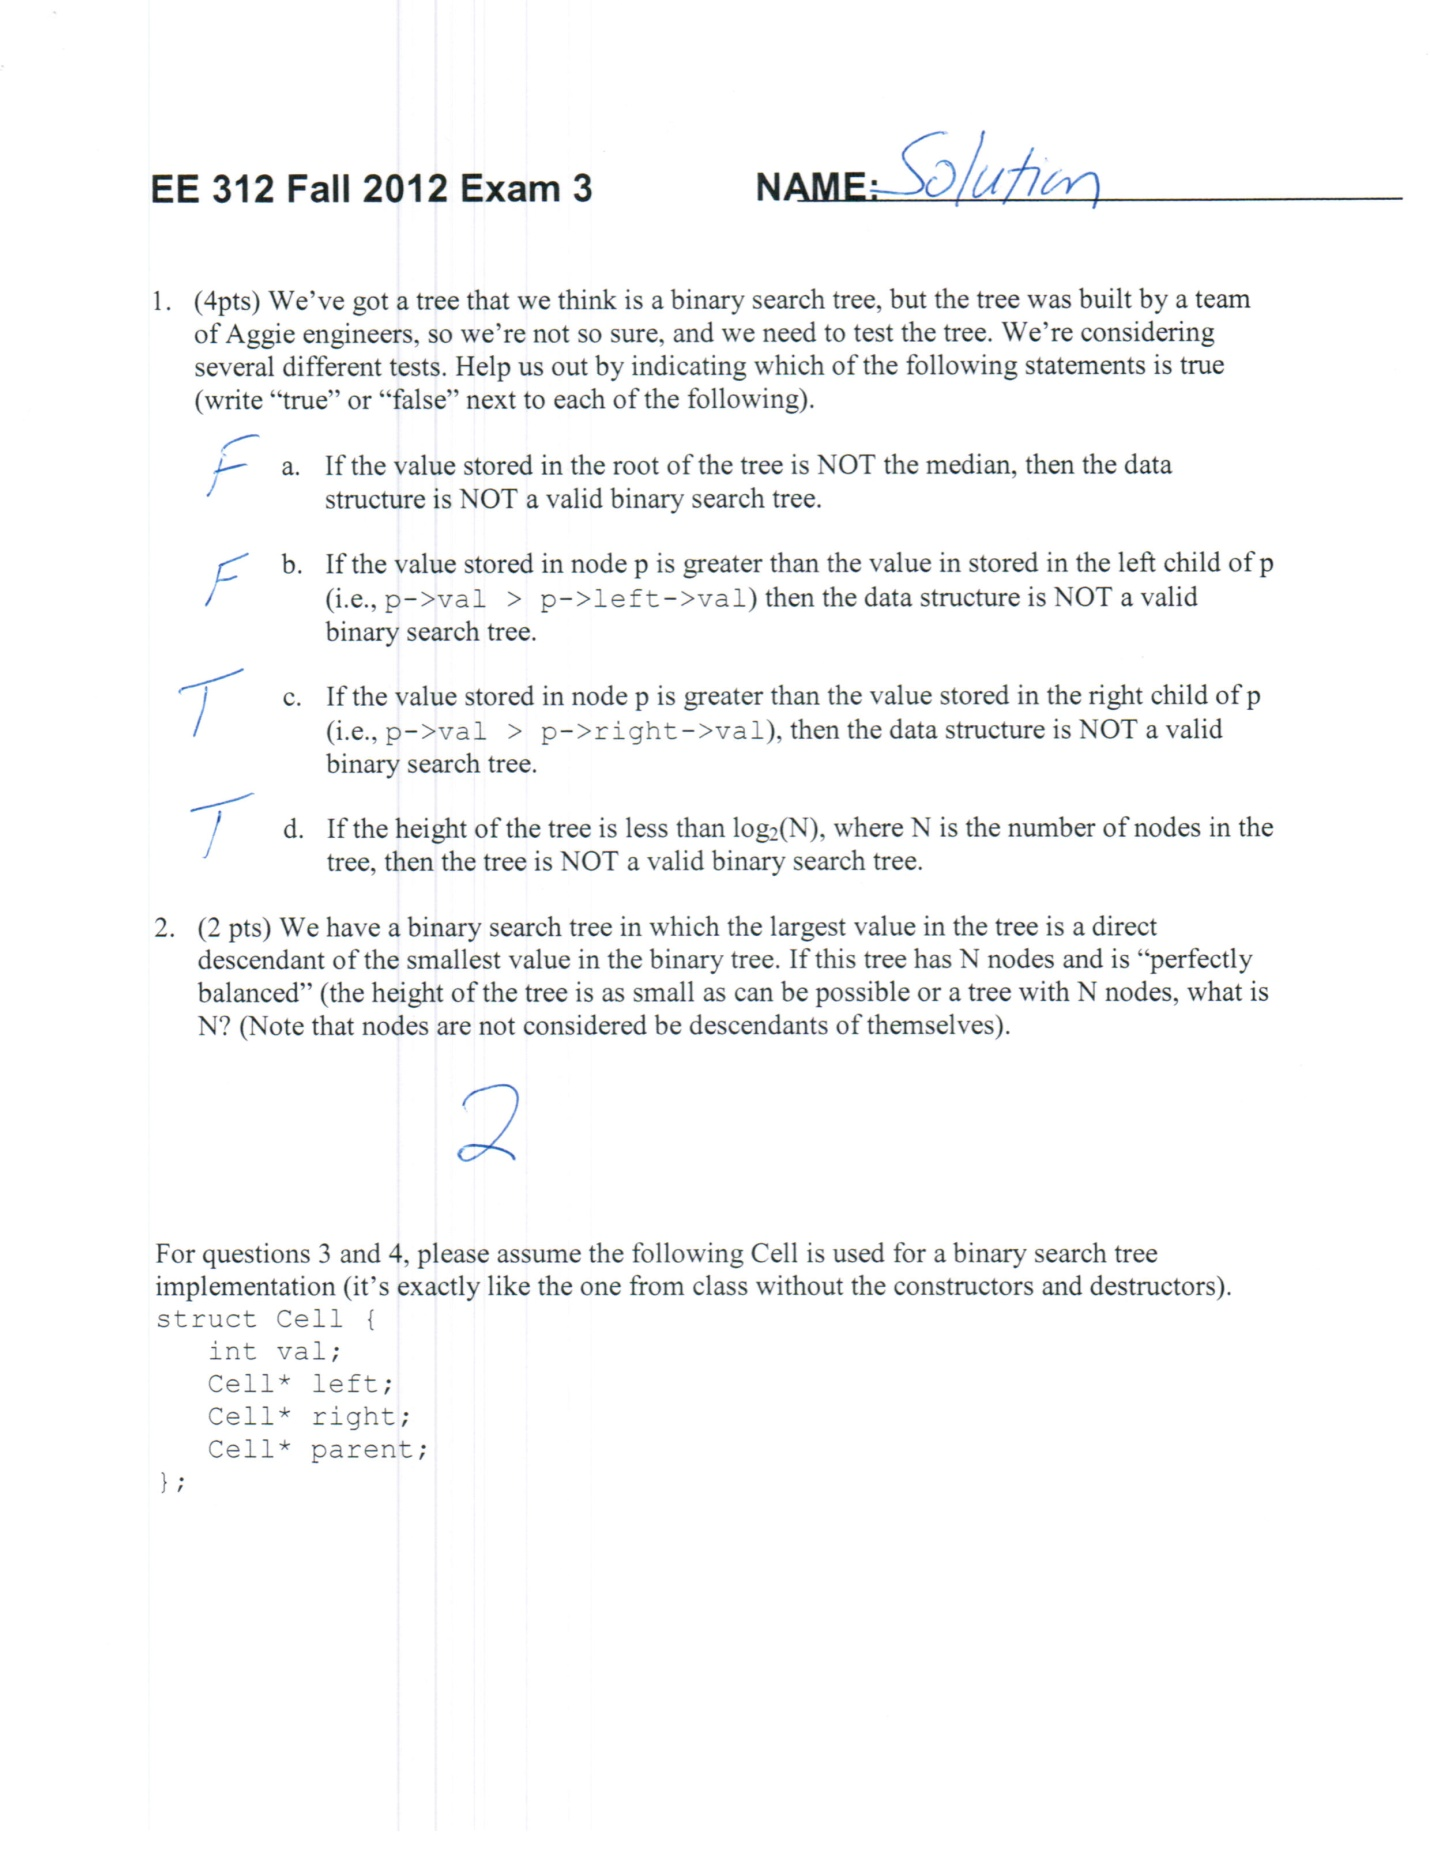 EE 312 Fall 2012 Exam 3 NAME: Solution
1. (4pts) We've got a tree that we think is a binary search tree, but the tree was built by a team
of Aggie engineers, so we're not so sure, and we need to test the tree. We're considering
several different tests. Help us out by indicating which of the following statements is true
(write “true” or “false” next to each of the following).
F a. If the value stored in the root of the tree is NOT the median, then the data
structure is NOT a valid binary search tree.
F b. If the value stored in node p is greater than the value in stored in the left child of p
(i.e., p->val > p->left->val) then the data structure is NOT a valid
binary search tree.
T c. If the value stored in node p is greater than the value stored in the right child of p
(i.e., p->val > p->right->val), then the data structure is NOT a valid
binary search tree.
T d. If the height of the tree is less than log₂(N), where N is the number of nodes in the
tree, then the tree is NOT a valid binary search tree.
2. (2 pts) We have a binary search tree in which the largest value in the tree is a direct
descendant of the smallest value in the binary tree. If this tree has N nodes and is “perfectly
balanced” (the height of the tree is as small as can be possible or a tree with N nodes, what is
N? (Note that nodes are not considered be descendants of themselves).
2
For questions 3 and 4, please assume the following Cell is used for a binary search tree
implementation (it's exactly like the one from class without the constructors and destructors).
struct Cell {
int val;
Cell* left;
Cell* right;
Cell* parent;
};